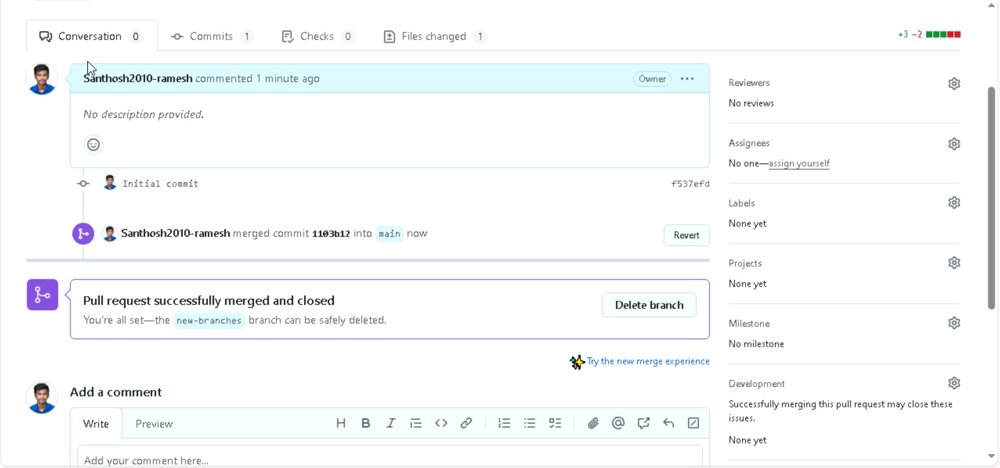 Conversation 0 Commits 1 Checks 0 Files changed 1 +3 −2
Santhosh2010-ramesh commented 1 minute ago Owner
No description provided.
Initial commit f537efd
Santhosh2010-ramesh merged commit 1103b12 into main now Revert
Pull request successfully merged and closed
You're all set—the new-branches branch can be safely deleted.
Delete branch
Try the new merge experience
Add a comment
Write Preview
Add your comment here...
Reviewers
No reviews
Assignees
No one—assign yourself
Labels
None yet
Projects
None yet
Milestone
No milestone
Development
Successfully merging this pull request may close these
issues.
None yet